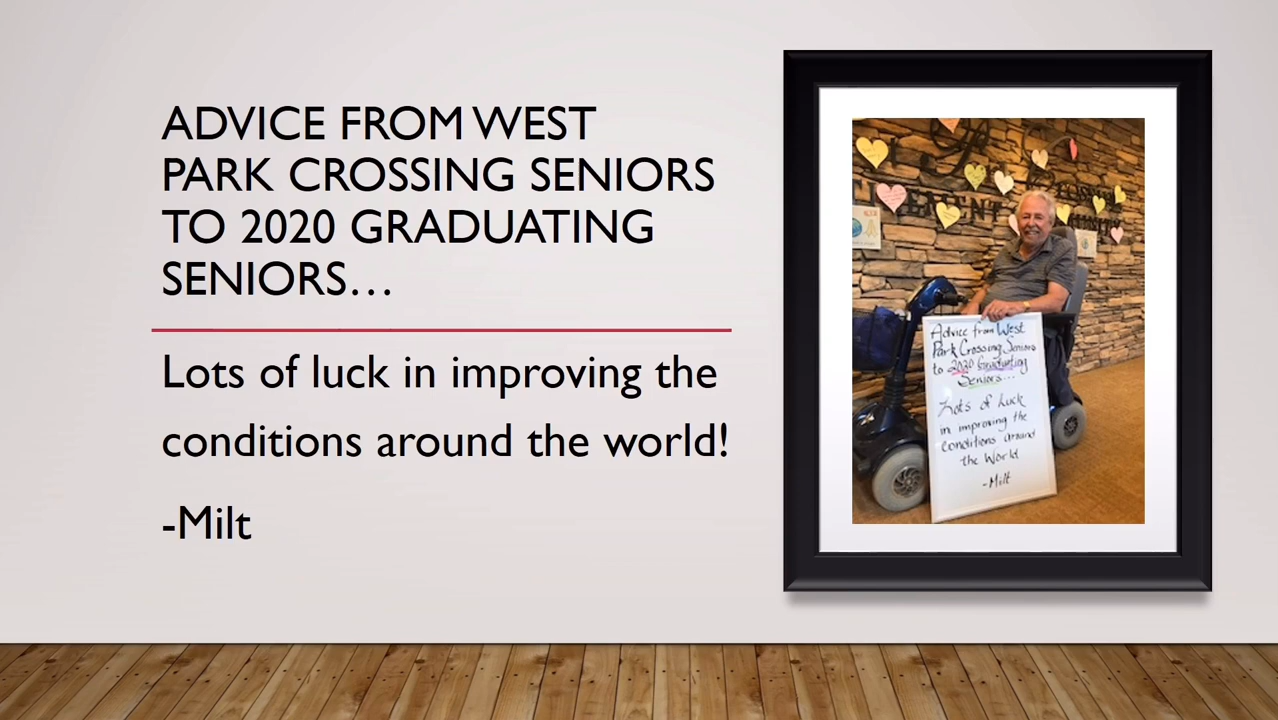 ADVICE FROM WEST
PARK CROSSING SENIORS
TO 2020 GRADUATING
SENIORS…
Lots of luck in improving the
conditions around the world!
-Milt
Advice from West
Park Crossing Seniors
to 2020 Graduating
Seniors...
Lots of Luck
in improving the
conditions around
the World
-Milt